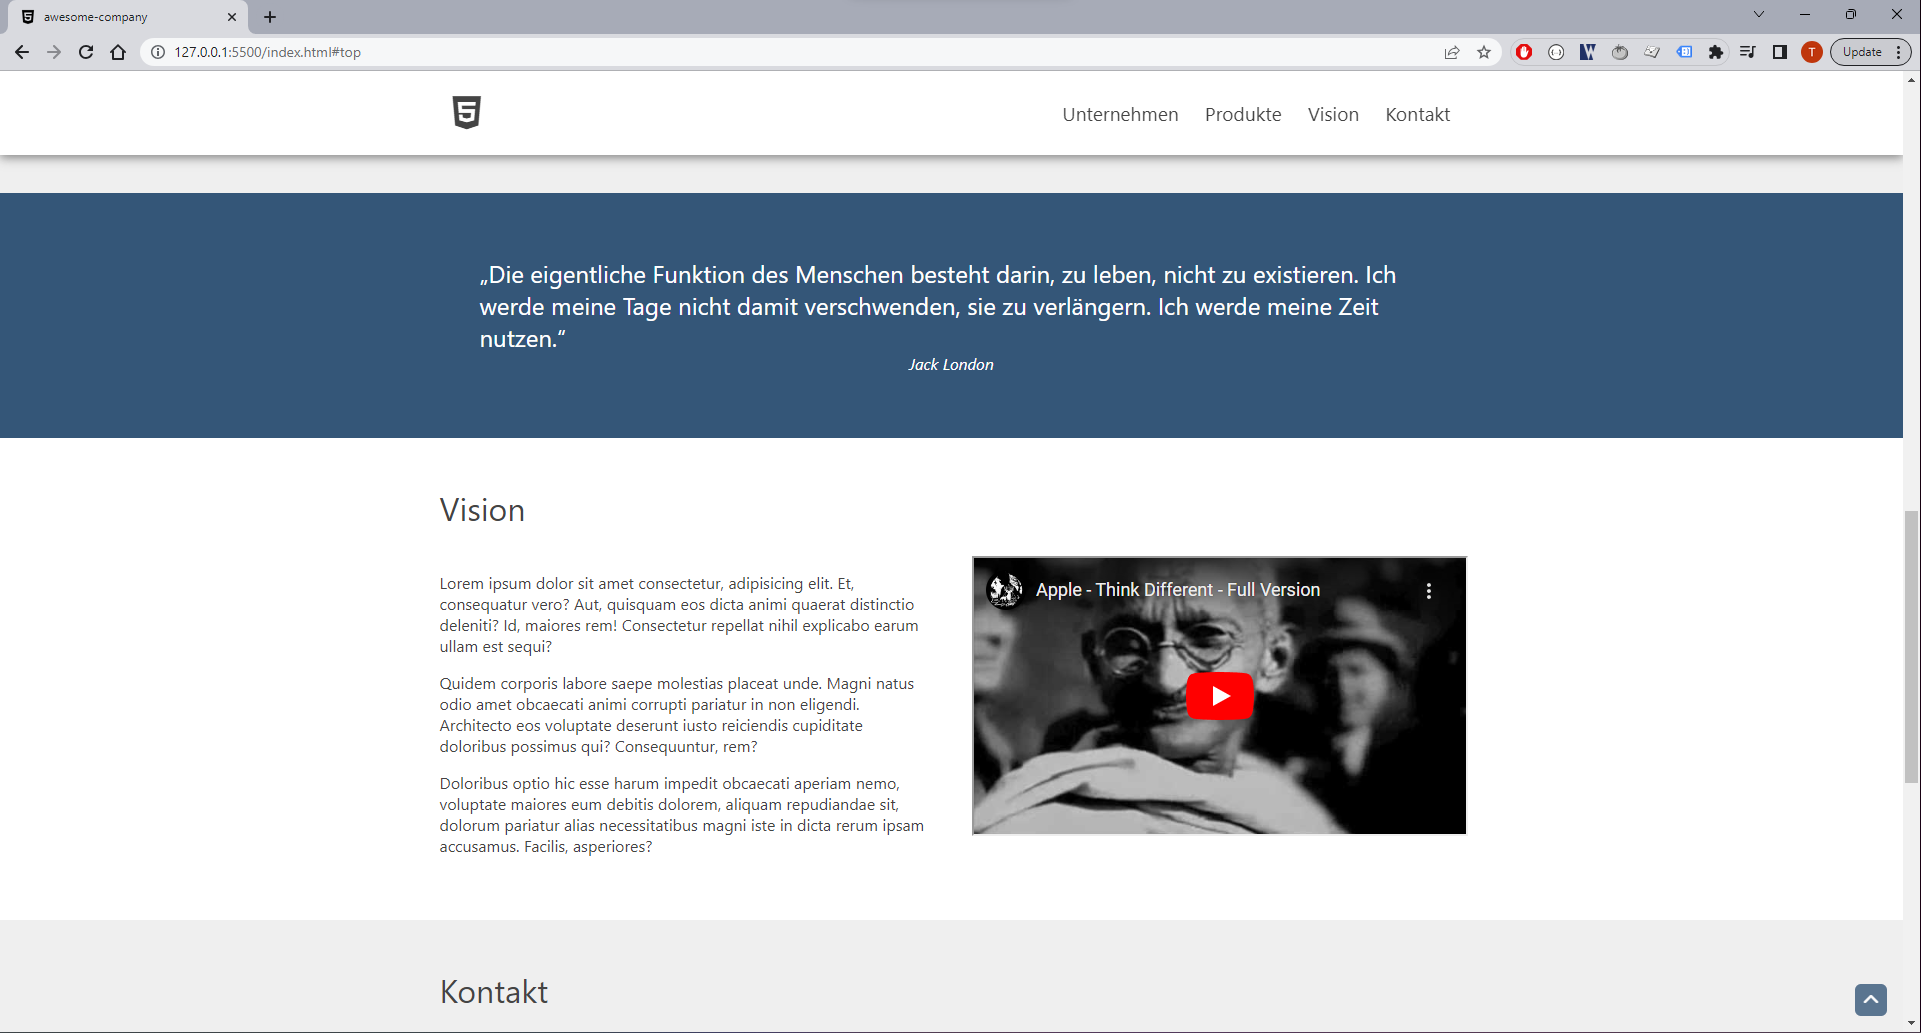 awesome-company
127.0.0.1:5500/index.html#top
T
Update
Unternehmen Produkte Vision Kontakt
„Die eigentliche Funktion des Menschen besteht darin, zu leben, nicht zu existieren. Ich
werde meine Tage nicht damit verschwenden, sie zu verlängern. Ich werde meine Zeit
nutzen.“
Jack London
Vision
Lorem ipsum dolor sit amet consectetur, adipisicing elit. Et,
consequatur vero? Aut, quisquam eos dicta animi quaerat distinctio
deleniti? Id, maiores rem! Consectetur repellat nihil explicabo earum
ullam est sequi?
Quidem corporis labore saepe molestias placeat unde. Magni natus
odio amet obcaecati animi corrupti pariatur in non eligendi.
Architecto eos voluptate deserunt iusto reiciendis cupiditate
doloribus possimus qui? Consequuntur, rem?
Doloribus optio hic esse harum impedit obcaecati aperiam nemo,
voluptate maiores eum debitis dolorem, aliquam repudiandae sit,
dolorum pariatur alias necessitatibus magni iste in dicta rerum ipsam
accusamus. Facilis, asperiores?
Apple - Think Different - Full Version
Kontakt